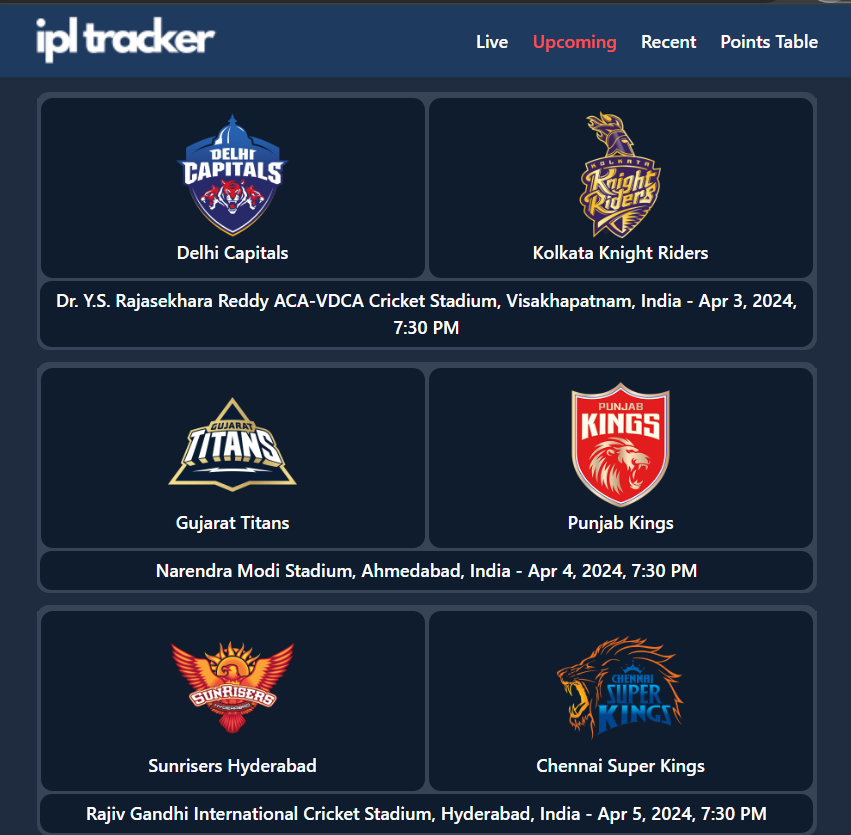 ipl tracker
Live Upcoming Recent Points Table
DELHI
CAPITALS
KOLKATA
Knight
Riders
Delhi Capitals
Kolkata Knight Riders
Dr. Y.S. Rajasekhara Reddy ACA-VDCA Cricket Stadium, Visakhapatnam, India - Apr 3, 2024,
7:30 PM
GUJARAT
TITANS
PUNJAB
KINGS
Gujarat Titans
Punjab Kings
Narendra Modi Stadium, Ahmedabad, India - Apr 4, 2024, 7:30 PM
SUNRISERS
HYDERABAD
CHENNAI
SUPER
KINGS
Sunrisers Hyderabad
Chennai Super Kings
Rajiv Gandhi International Cricket Stadium, Hyderabad, India - Apr 5, 2024, 7:30 PM